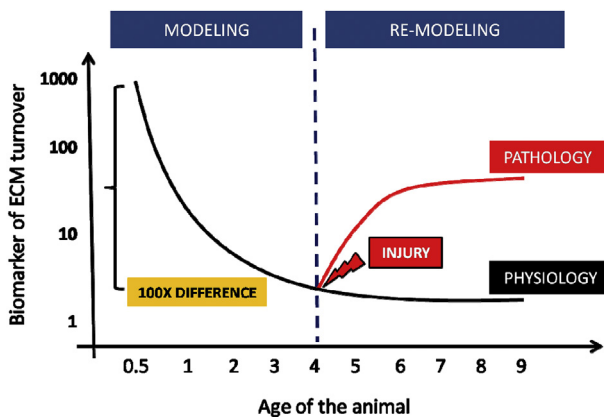 MODELING
RE-MODELING
Biomarker of ECM turnover
1000
100
10
1
PATHOLOGY
INJURY
100X DIFFERENCE
PHYSIOLOGY
0.5 1 2 3 4 5 6 7 8 9
Age of the animal